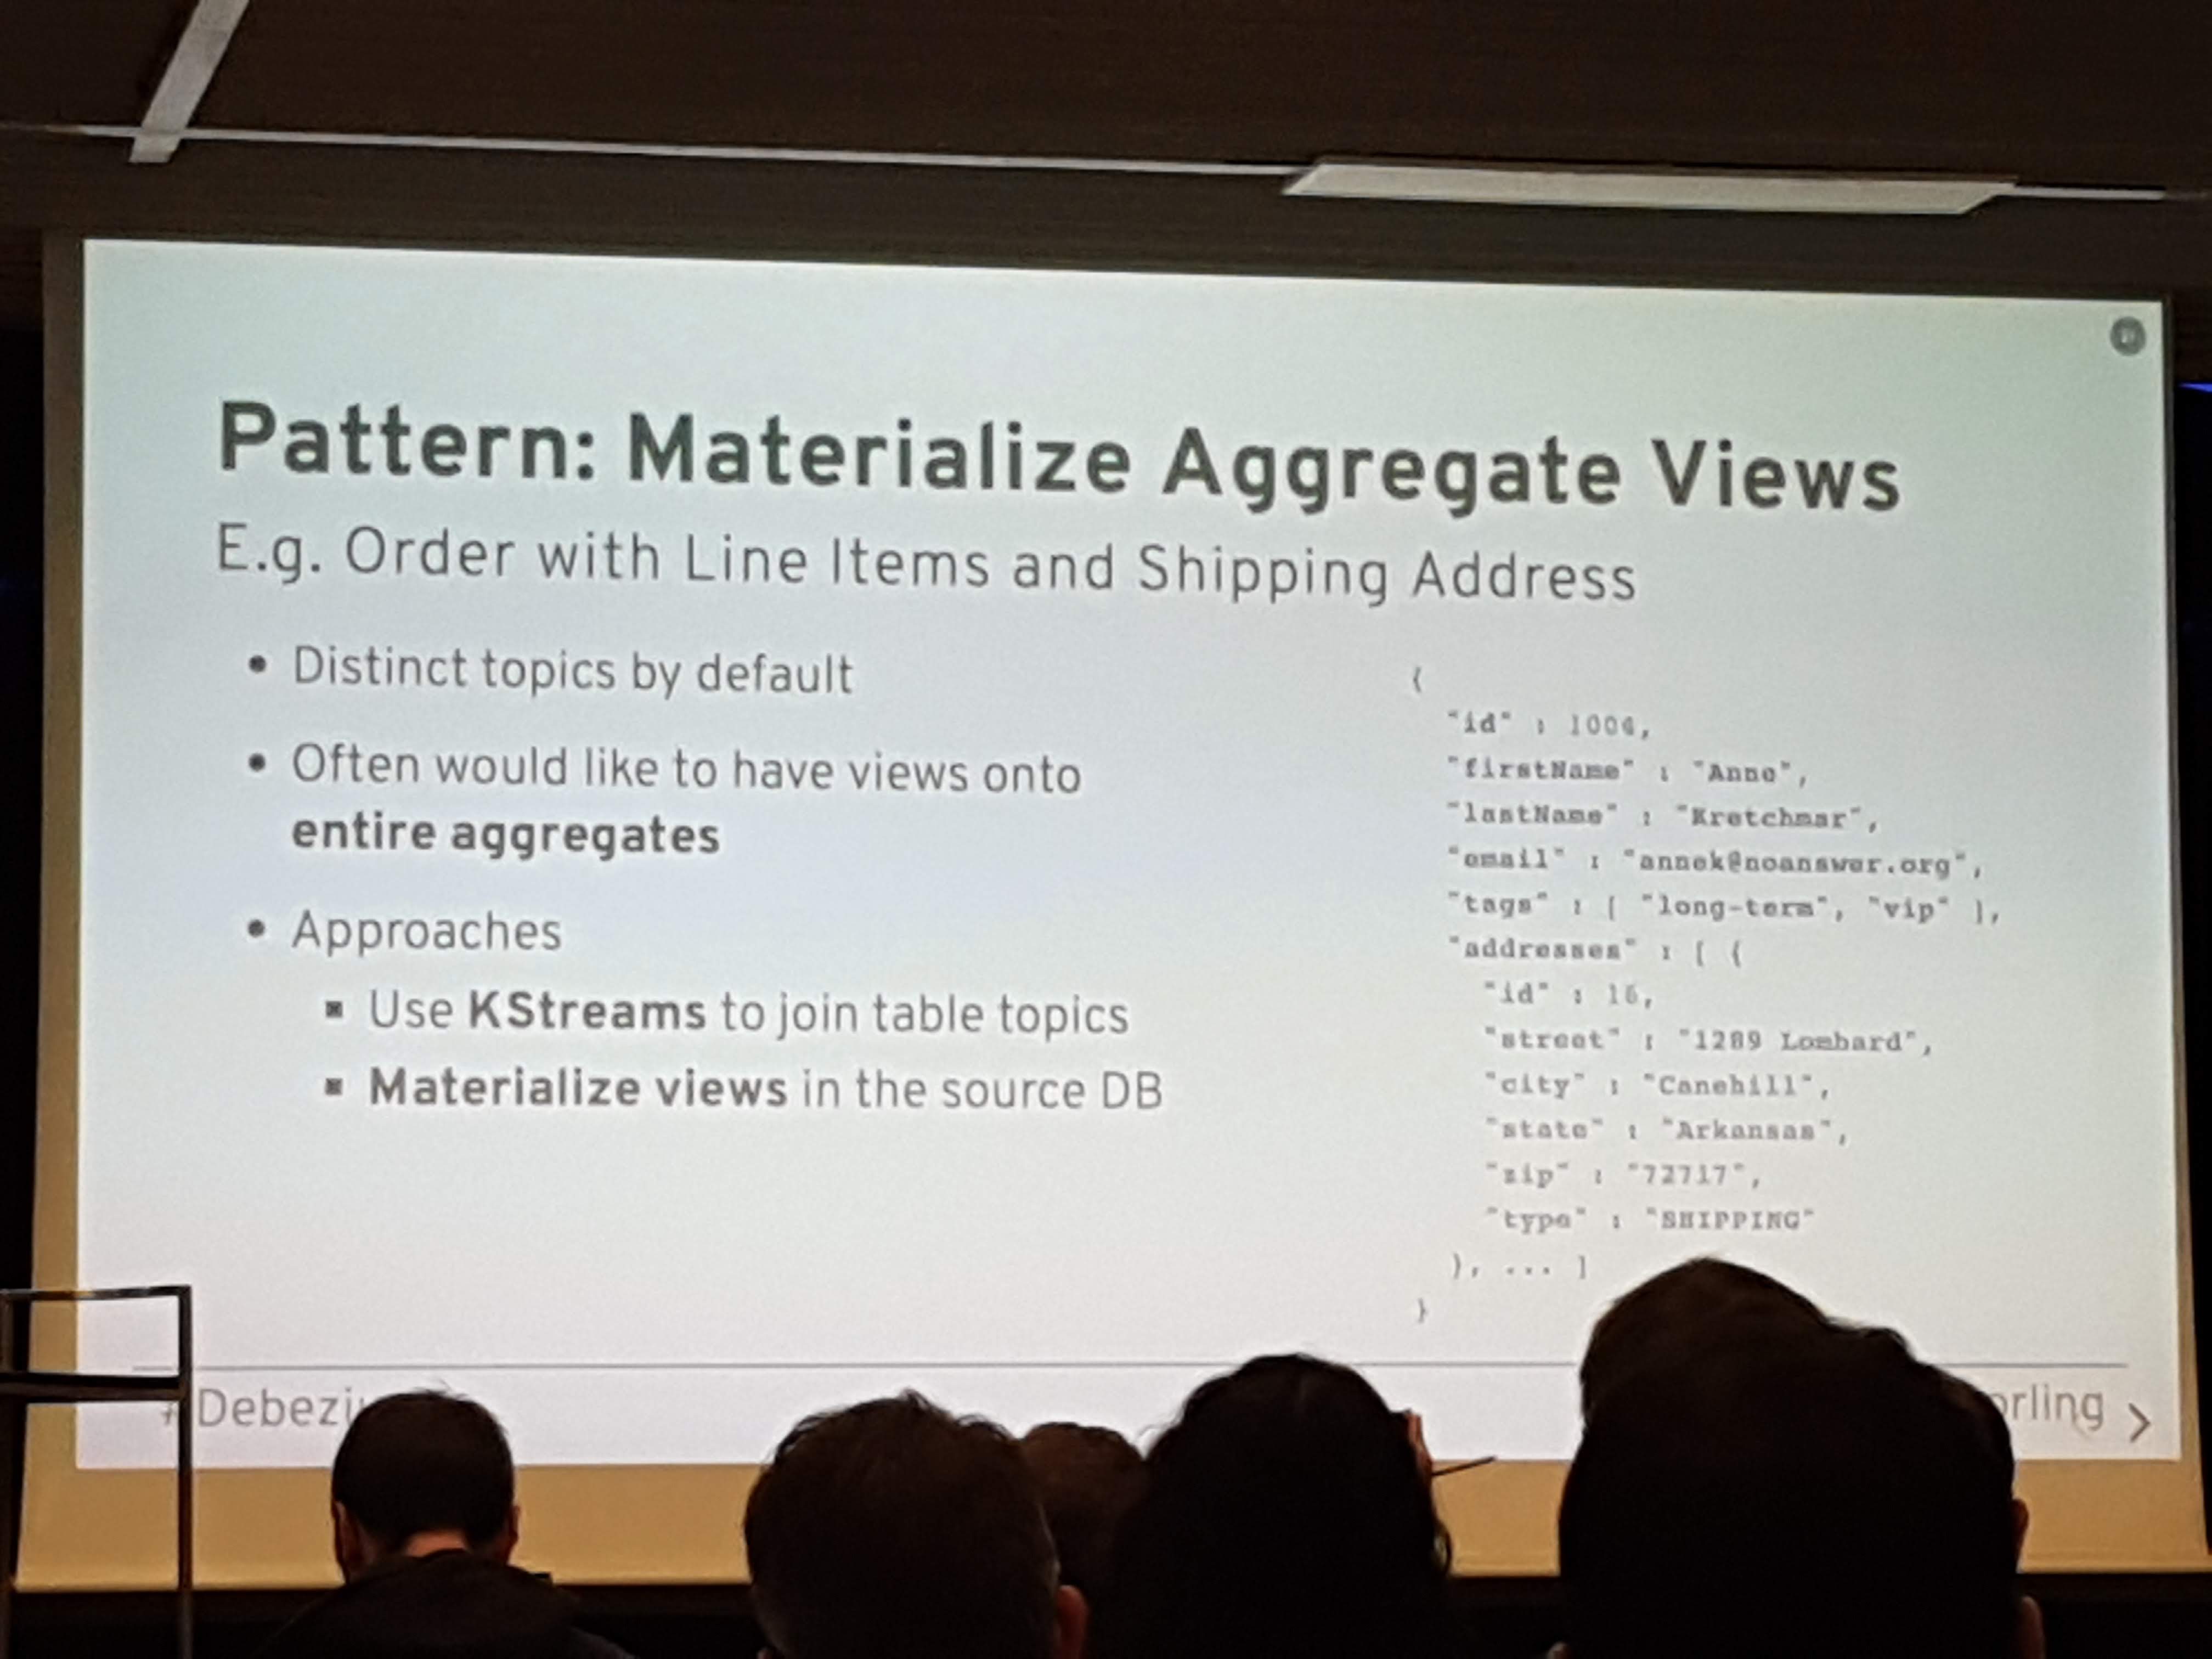 Pattern: Materialize Aggregate Views
E.g. Order with Line Items and Shipping Address
• Distinct topics by default
• Often would like to have views onto
entire aggregates
• Approaches
▪ Use KStreams to join table topics
▪ Materialize views in the source DB
{
"id" : 1004,
"firstName" : "Anne",
"lastName" : "Kretchmar",
"email" : "annek@noanswer.org",
"tags" : [ "long-term", "vip" ],
"addresses" : [ {
"id" : 16,
"street" : "1289 Lombard",
"city" : "Canehill",
"state" : "Arkansas",
"zip" : "72717",
"type" : "SHIPPING"
}, ... ]
}
#Debezi
orling